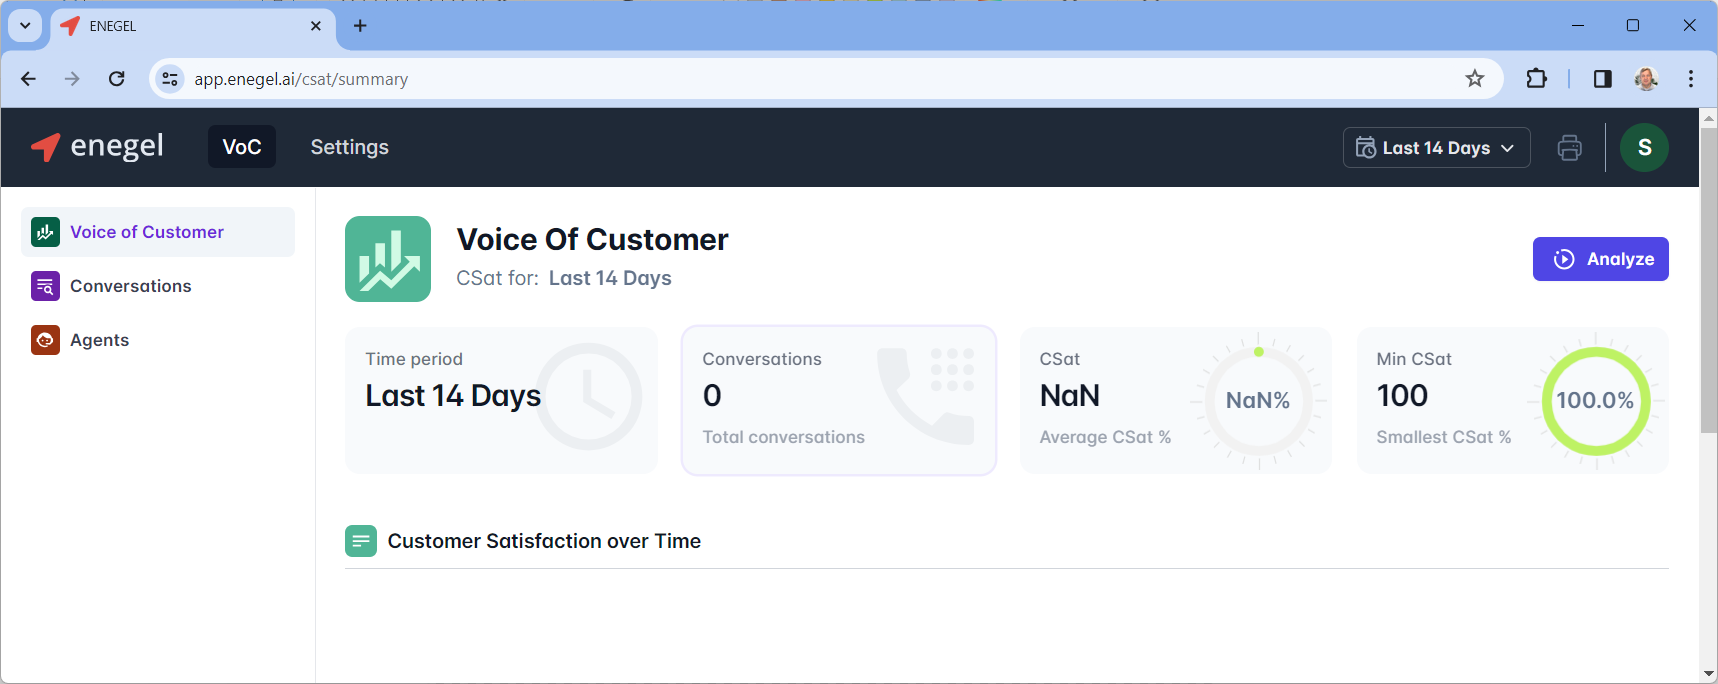 ENEGEL
app.enegel.ai/csat/summary
enegel
VoC
Settings
Last 14 Days
S
Voice of Customer
Conversations
Agents
Voice Of Customer
CSat for: Last 14 Days
Analyze
Time period
Last 14 Days
Conversations
0
Total conversations
CSat
NaN
Average CSat %
NaN%
Min CSat
100
Smallest CSat %
100.0%
Customer Satisfaction over Time